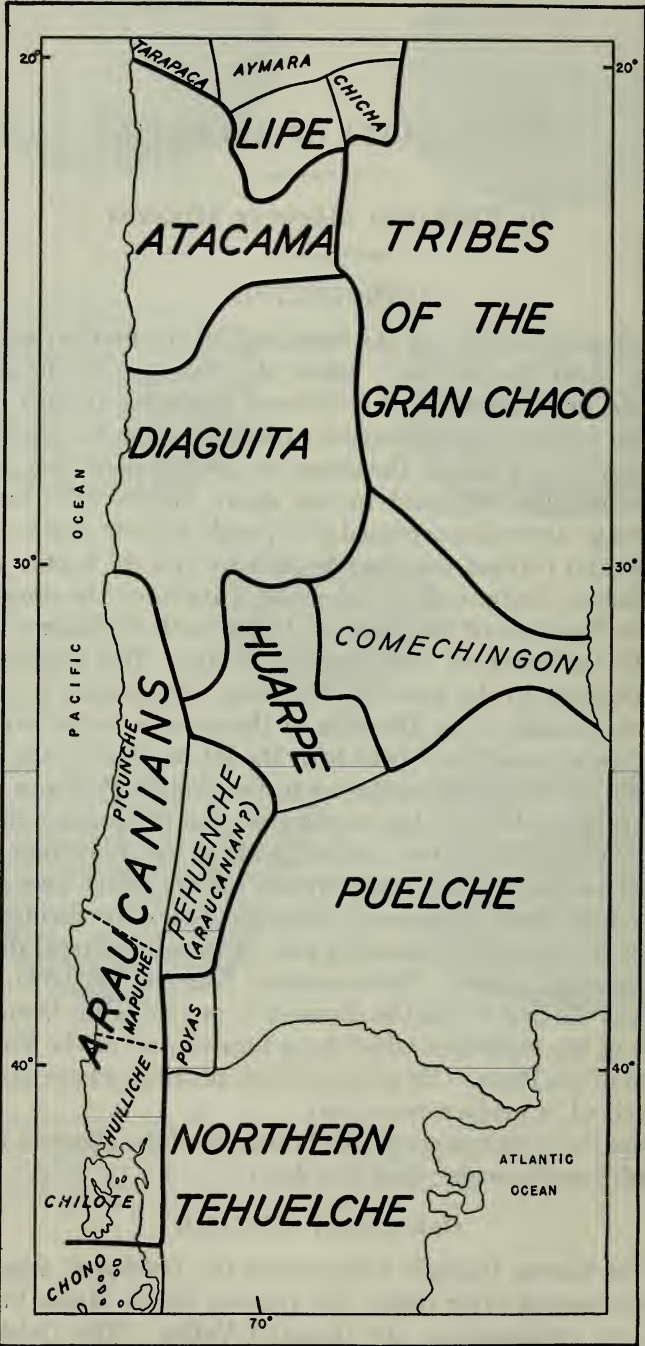 20°
TARAPACA
AYMARA
CHICHA
20°
LIPE
ATACAMA
TRIBES
OF THE
GRAN CHACO
DIAGUITA
PACIFIC OCEAN
30°
30°
HUARPE
COMECHINGON
ARAUCANIANS
PICUNCHE
PEHUENCHE
(ARAUCANIAN?)
PUELCHE
MAPUCHE
POYAS
40°
40°
HUILLICHE
NORTHERN
TEHUELCHE
ATLANTIC
OCEAN
CHILOTE
CHONO
70°